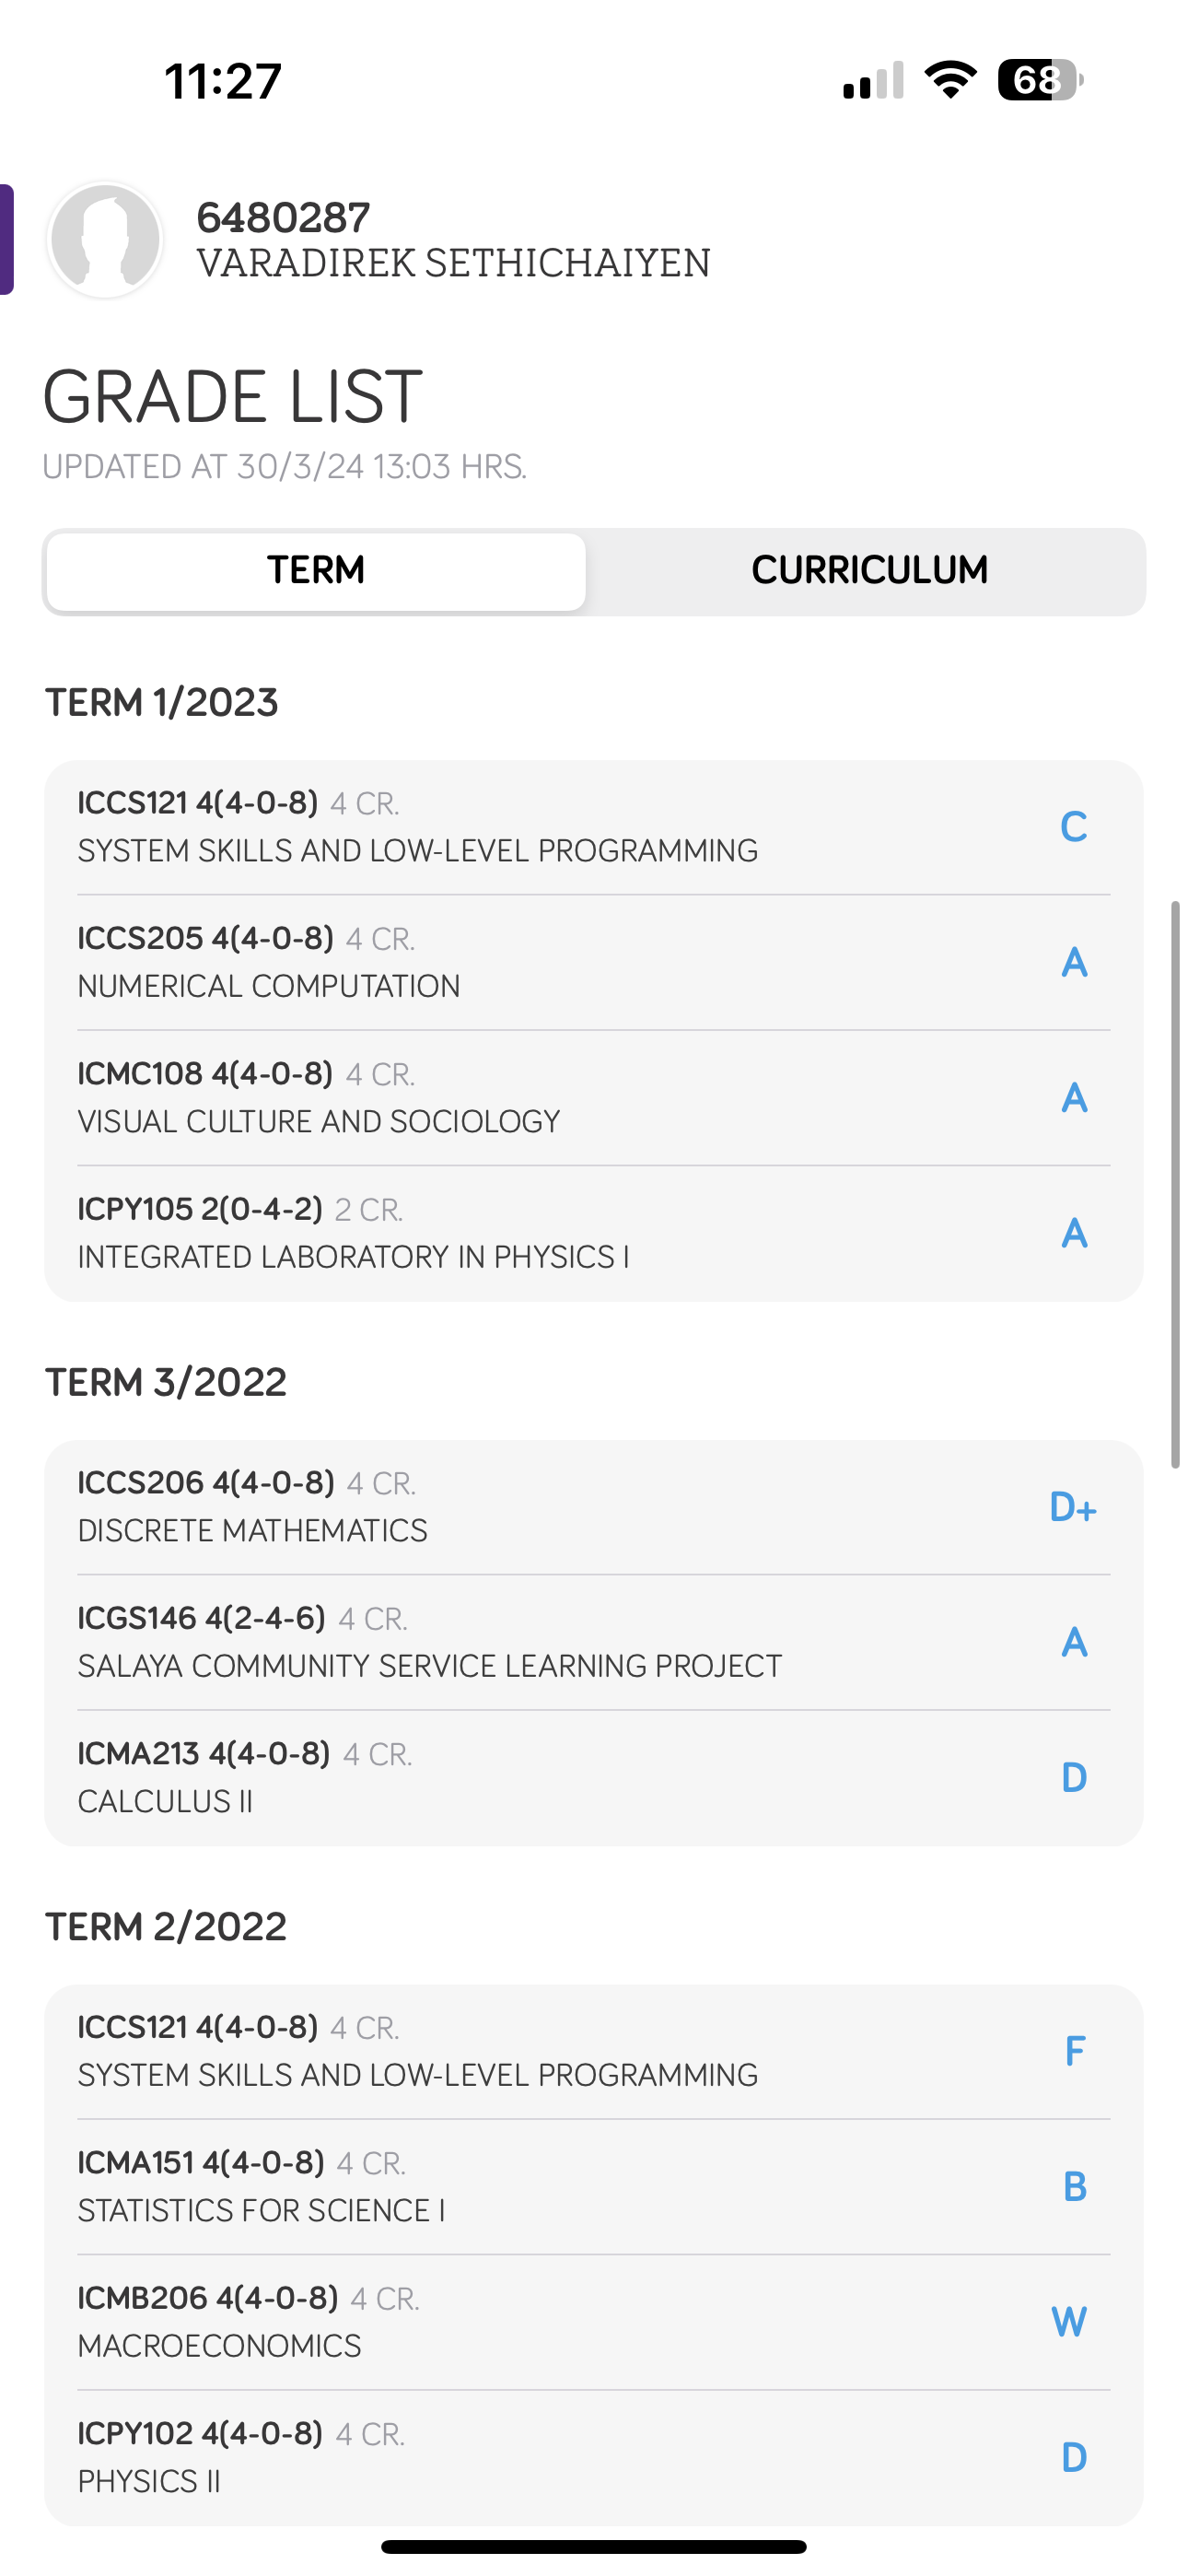 11:27
68
6480287
VARADIREK SETHICHAIYEN
GRADE LIST
UPDATED AT 30/3/24 13:03 HRS.
TERM CURRICULUM
TERM 1/2023
ICCS121 4(4-0-8) 4 CR.
C
SYSTEM SKILLS AND LOW-LEVEL PROGRAMMING
ICCS205 4(4-0-8) 4 CR.
A
NUMERICAL COMPUTATION
ICMC108 4(4-0-8) 4 CR.
A
VISUAL CULTURE AND SOCIOLOGY
ICPY105 2(0-4-2) 2 CR.
A
INTEGRATED LABORATORY IN PHYSICS I
TERM 3/2022
ICCS206 4(4-0-8) 4 CR.
D+
DISCRETE MATHEMATICS
ICGS146 4(2-4-6) 4 CR.
A
SALAYA COMMUNITY SERVICE LEARNING PROJECT
ICMA213 4(4-0-8) 4 CR.
D
CALCULUS II
TERM 2/2022
ICCS121 4(4-0-8) 4 CR.
F
SYSTEM SKILLS AND LOW-LEVEL PROGRAMMING
ICMA151 4(4-0-8) 4 CR.
B
STATISTICS FOR SCIENCE I
ICMB206 4(4-0-8) 4 CR.
W
MACROECONOMICS
ICPY102 4(4-0-8) 4 CR.
D
PHYSICS II